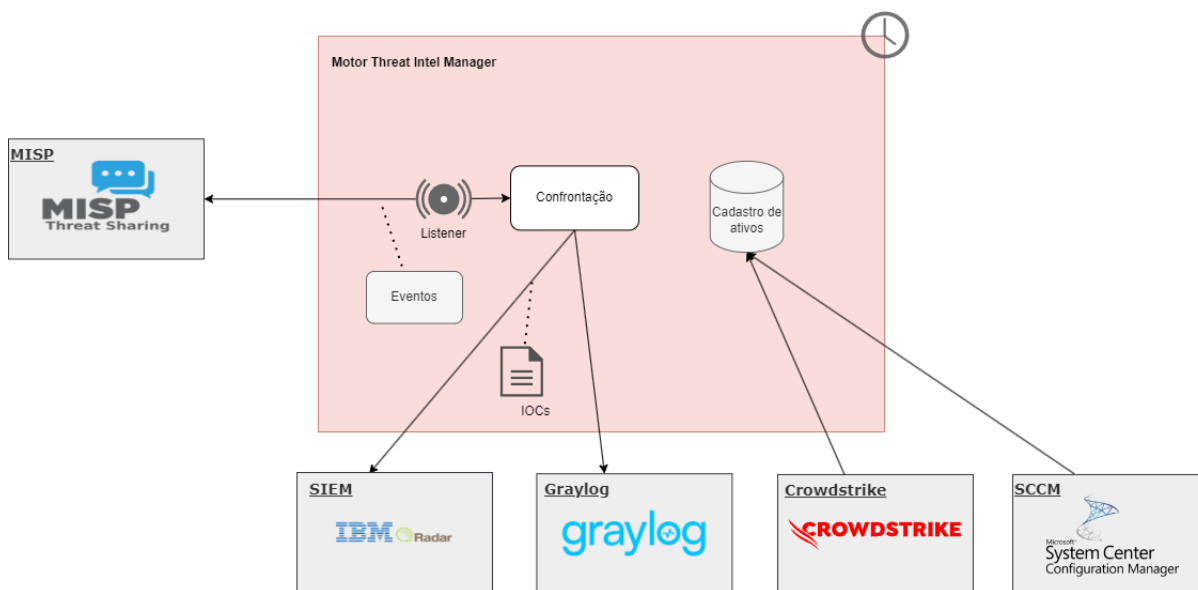 Motor Threat Intel Manager
MISP
MISP
Threat Sharing
Listener
Confrontação
Cadastro de
ativos
Eventos
IOCs
SIEM
IBM QRadar
Graylog
graylog
Crowdstrike
CROWDSTRIKE
SCCM
Microsoft
System Center
Configuration Manager